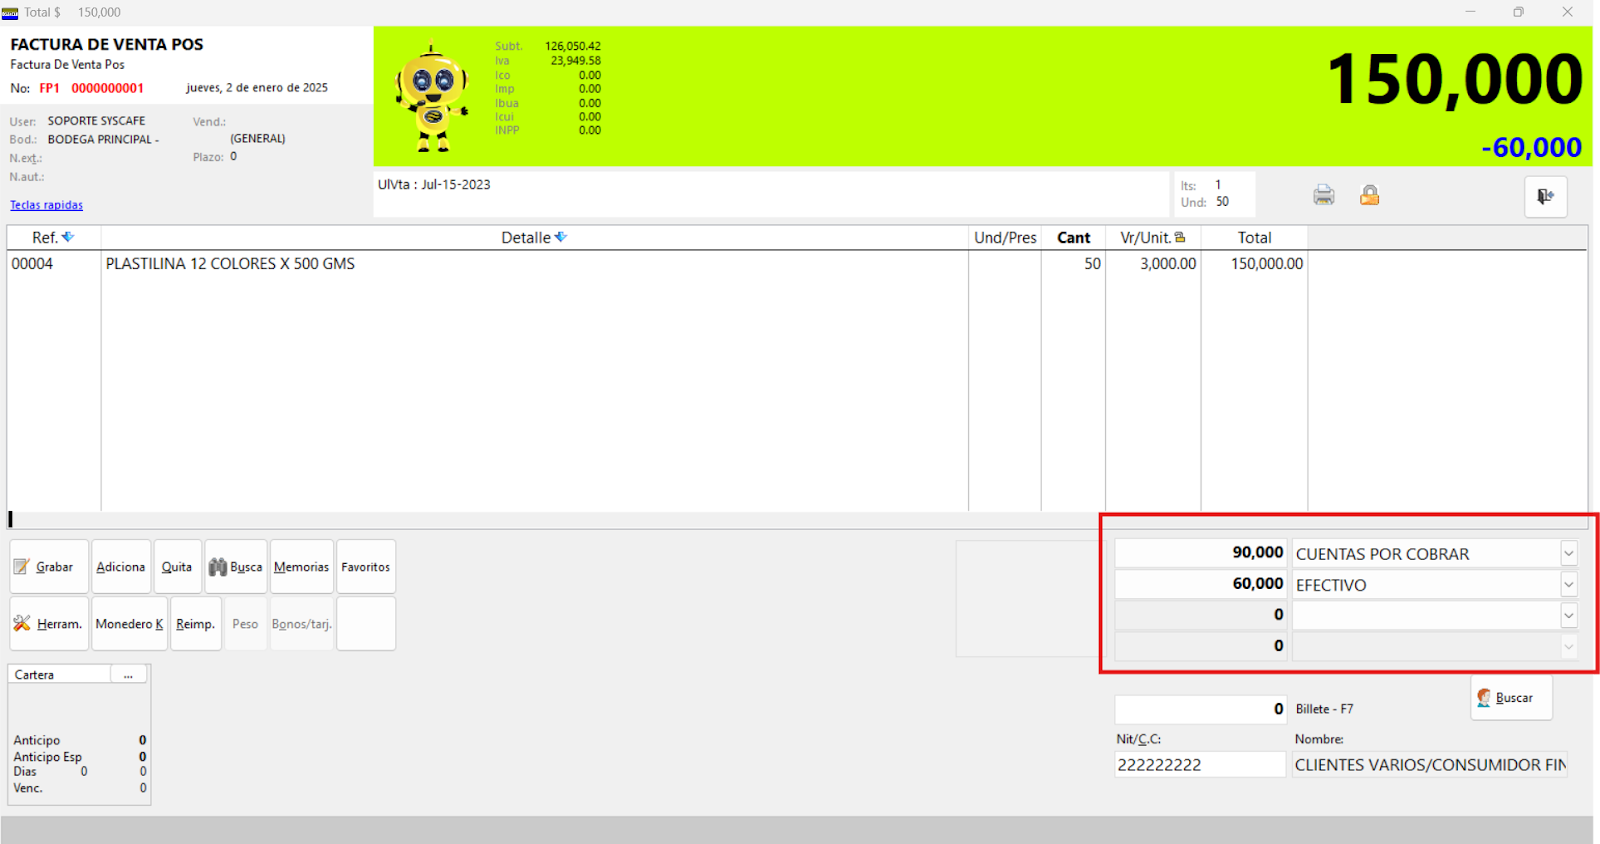 Total $ 150,000
FACTURA DE VENTA POS
Factura De Venta Pos
No: FP1 0000000001 jueves, 2 de enero de 2025
User: SOPORTE SYSCAFE Vend.:
Bod.: BODEGA PRINCIPAL - (GENERAL)
N.ext.: Plazo: 0
N.aut.:
Teclas rapidas
Subt. 126,050.42
Iva 23,949.58
Ico 0.00
Imp 0.00
Ibua 0.00
Icui 0.00
INPP 0.00
150,000
-60,000
UlVta : Jul-15-2023
Its: 1
Und: 50
Ref. Detalle Und/Pres Cant Vr/Unit. Total
00004 PLASTILINA 12 COLORES X 500 GMS 50 3,000.00 150,000.00
Grabar Adiciona Quita Busca Memorias Favoritos
Herram. Monedero K Reimp. Peso Bonos/tarj.
90,000 CUENTAS POR COBRAR
60,000 EFECTIVO
0
0
Cartera ...
Anticipo 0
Anticipo Esp 0
Dias 0 0
Venc. 0
0 Billete - F7 Buscar
Nit/C.C: Nombre:
222222222 CLIENTES VARIOS/CONSUMIDOR FIN